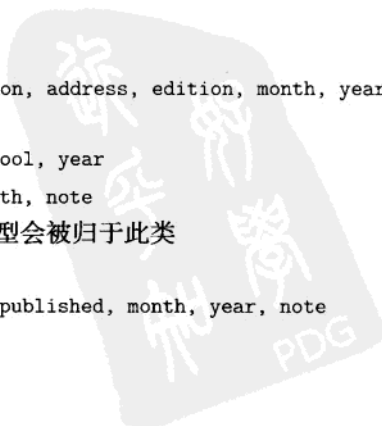 on, address, edition, month, year
ool, year
th, note
型会被归于此类
published, month, year, note
PDG